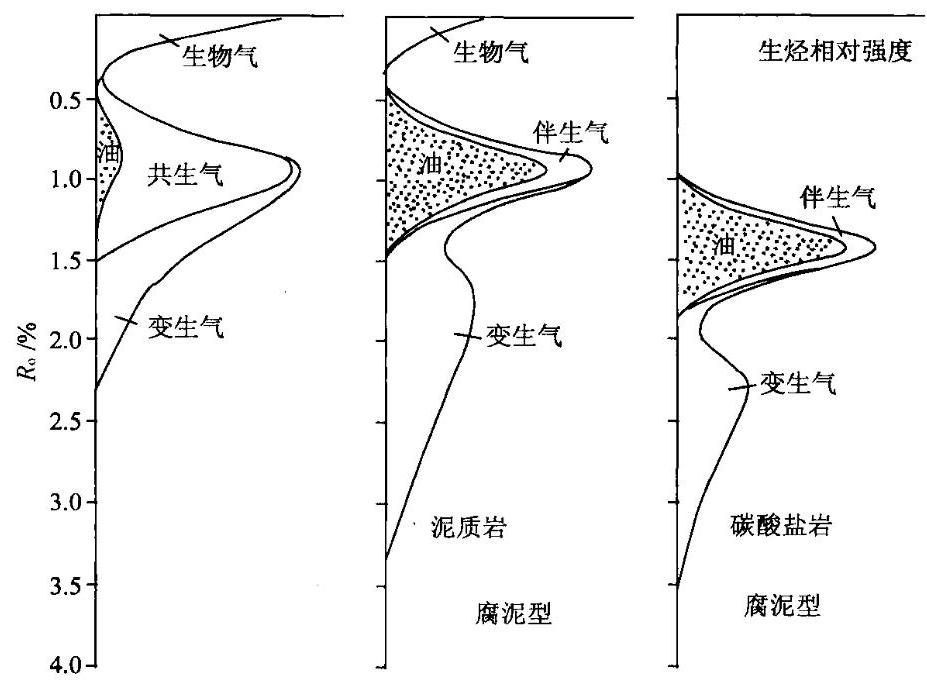 生物气
生物气
生烃相对强度
0.5
油
共生气
1.0
1.5
变生气
2.0
2.5
3.0
3.5
4.0
Ro/%
伴生气
油
变生气
泥质岩
腐泥型
伴生气
油
变生气
碳酸盐岩
腐泥型